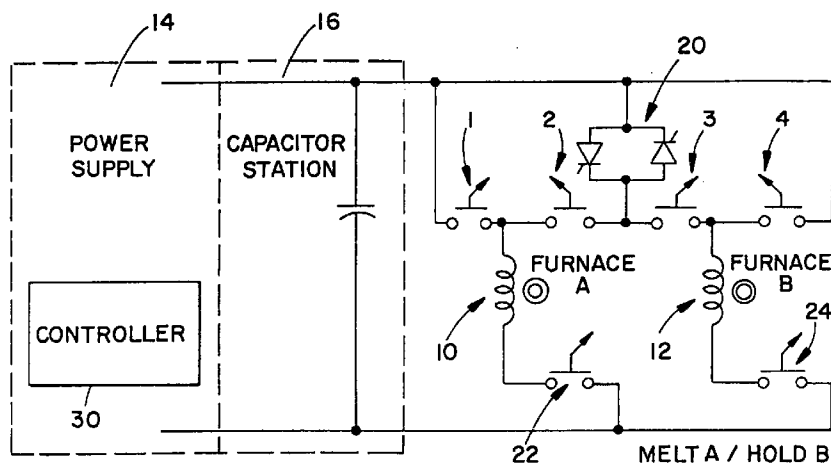 14
16
20
1
2
3
4
POWER
SUPPLY
CAPACITOR
STATION
FURNACE
A
FURNACE
B
CONTROLLER
10
12
24
30
22
MELT A / HOLD B